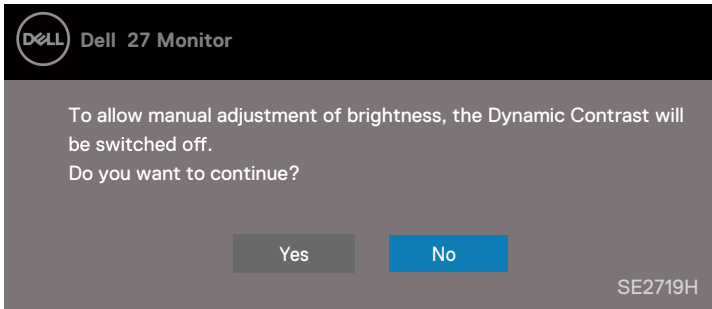 DELL
Dell 27 Monitor
To allow manual adjustment of brightness, the Dynamic Contrast will
be switched off.
Do you want to continue?
Yes No
SE2719H